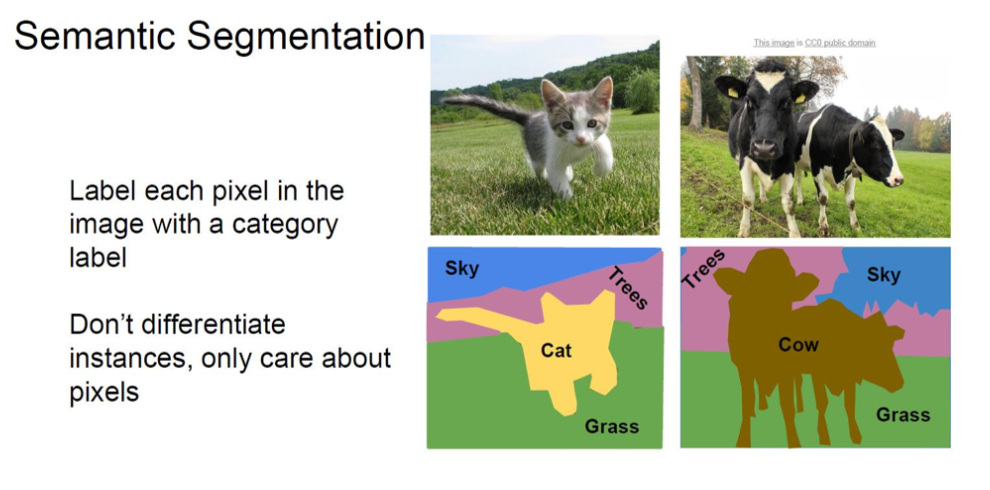 Semantic Segmentation
This image is CC0 public domain
Label each pixel in the
image with a category
label
Don't differentiate
instances, only care about
pixels
Sky
Trees
Cat
Grass
Trees
Sky
Cow
Grass